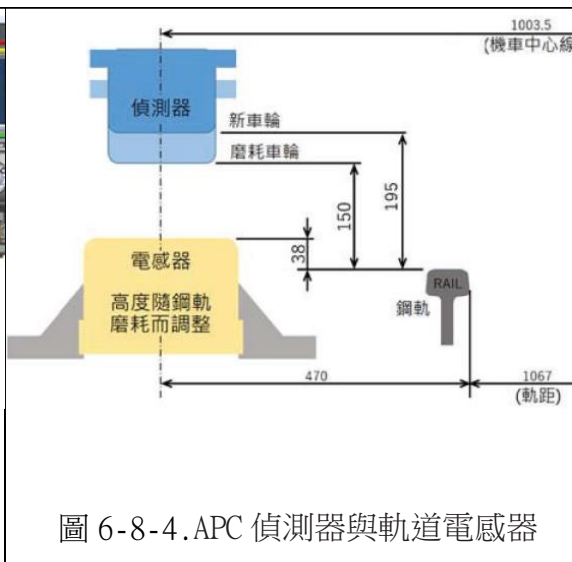 1003.5
(機車中心線
偵測器
新車輪
磨耗車輪
195
150
38
電感器
高度隨鋼軌
磨耗而調整
RAIL
鋼軌
470
1067
(軌距)
圖 6-8-4.APC 偵測器與軌道電感器